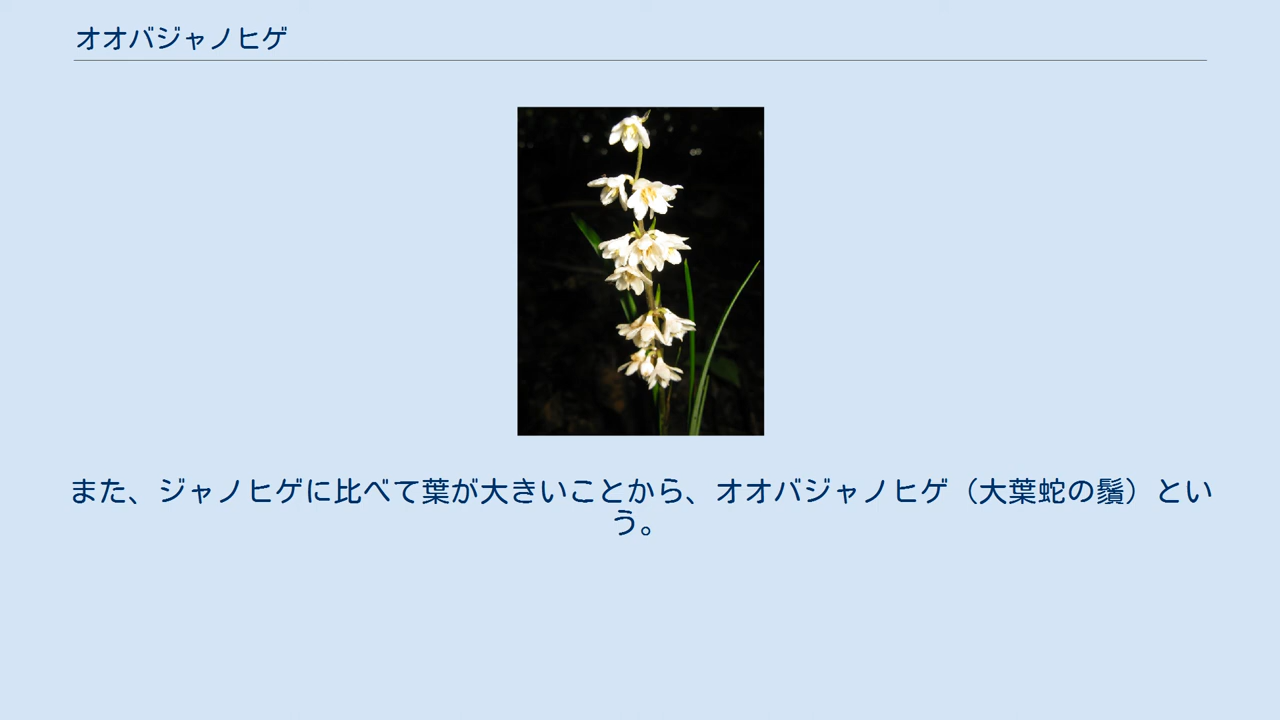 オオバジャノヒゲ
また、ジャノヒゲに比べて葉が大きいことから、オオバジャノヒゲ（大葉蛇の鬚）とい
う。